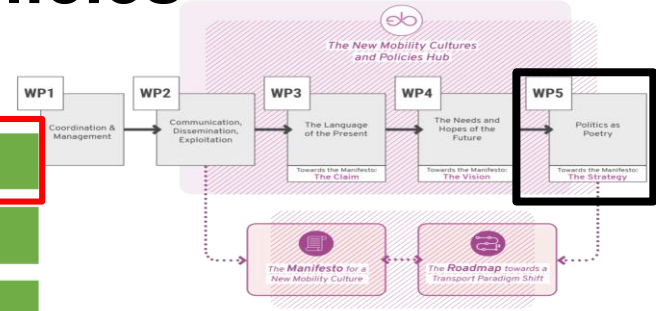 The New Mobility Cultures
and Policies Hub
WP1
Coordination &
Management
WP2
Communication,
Dissemination,
Exploitation
WP3
The Language
of the Present
Towards the Manifesto:
The Claim
WP4
The Needs and
Hopes of the
Future
Towards the Manifesto:
The Vision
WP5
Politics as
Poetry
Towards the Manifesto:
The Strategy
The Manifesto for a
New Mobility Culture
The Roadmap towards a
Transport Paradigm Shift